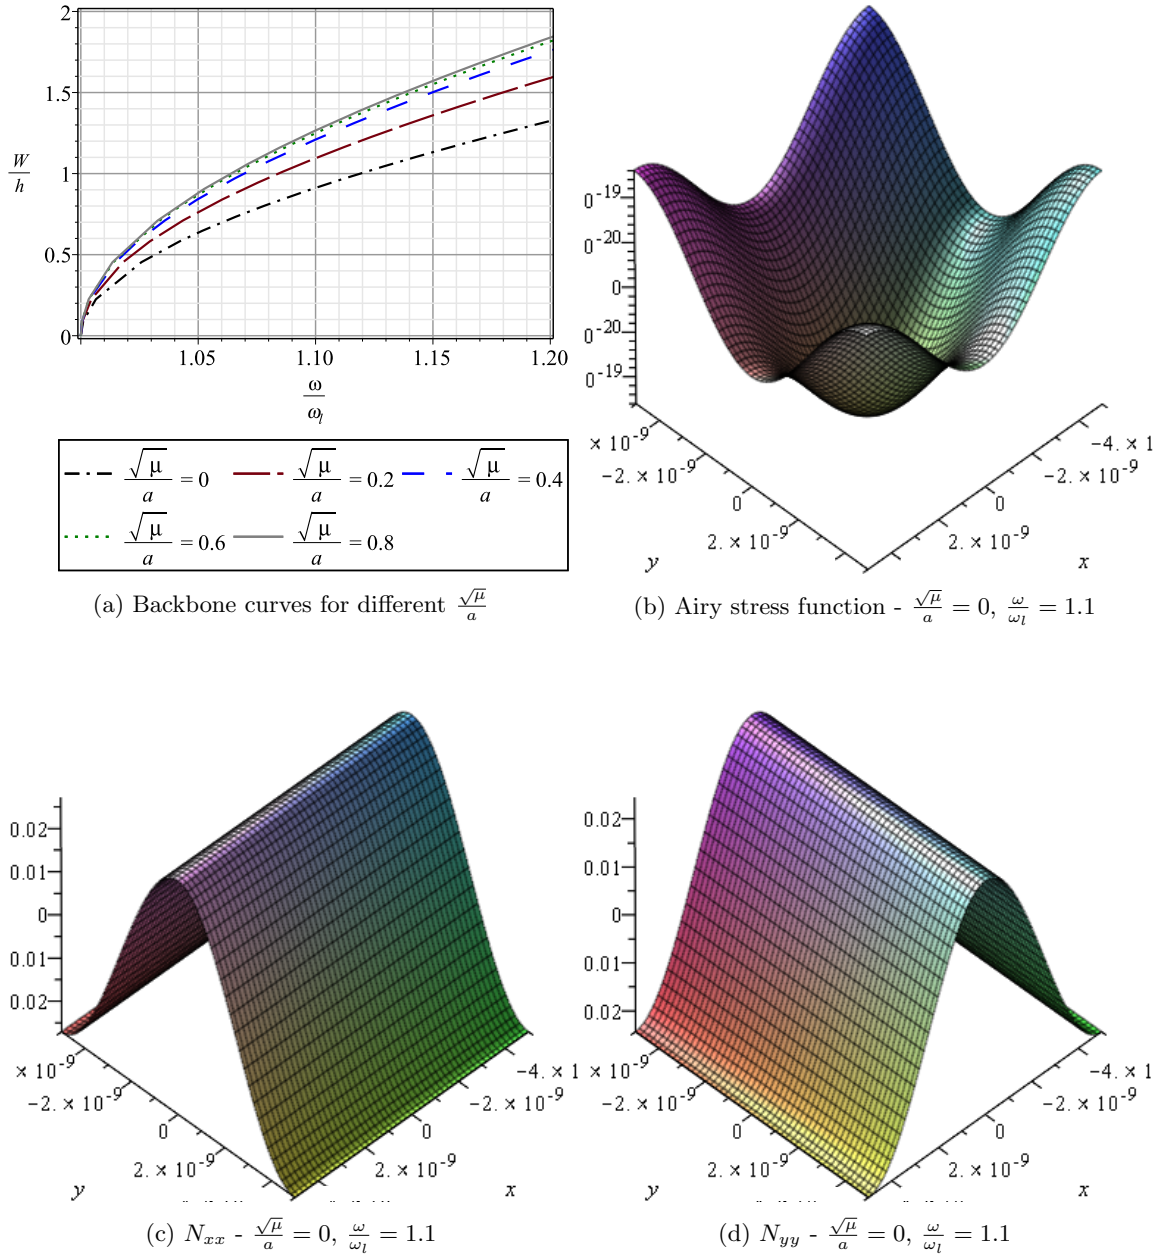 2
1.5
1
0.5
0
W
h
1.05 1.10 1.15 1.20
ω
ω_l
√μ/a = 0 √μ/a = 0.2 √μ/a = 0.4
√μ/a = 0.6 √μ/a = 0.8
(a) Backbone curves for different √μ/a
0-19
0-20
0
0-20
0-19
× 10-9
-2. × 10-9
0
2. × 10-9
y
-4. × 1
-2. × 10-9
0
2. × 10-9
x
(b) Airy stress function - √μ/a = 0, ω/ω_l = 1.1
0.02
0.01
0
0.01
0.02
× 10-9
-2. × 10-9
0
2. × 10-9
y
-4. × 1
-2. × 10-9
0
2. × 10-9
x
(c) N_xx - √μ/a = 0, ω/ω_l = 1.1
0.02
0.01
0
0.01
0.02
× 10-9
-2. × 10-9
0
2. × 10-9
y
-4. × 1
-2. × 10-9
0
2. × 10-9
x
(d) N_yy - √μ/a = 0, ω/ω_l = 1.1